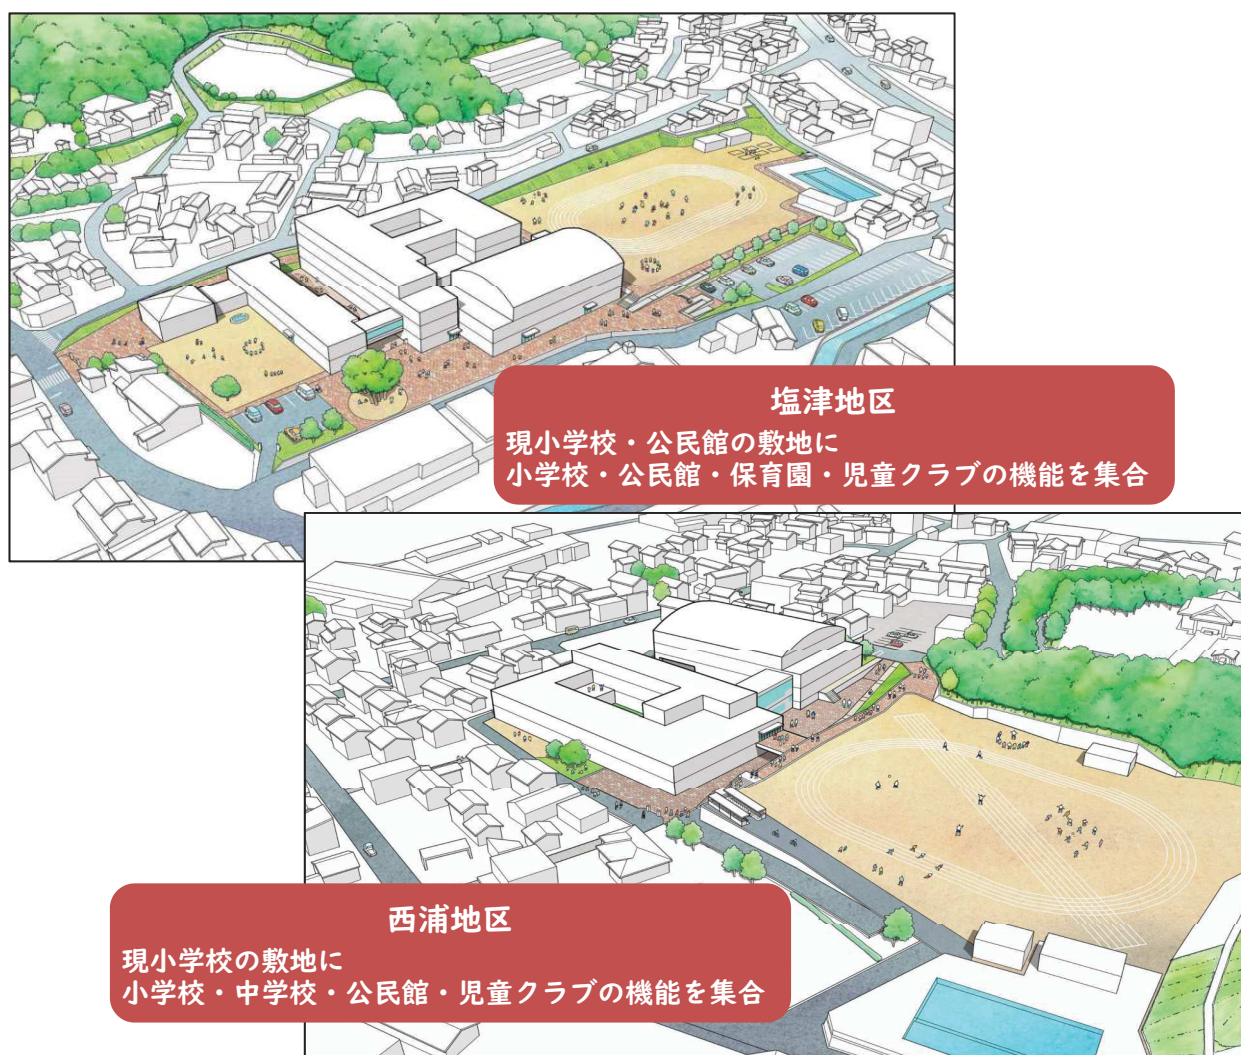 塩津地区
現小学校・公民館の敷地に
小学校・公民館・保育園・児童クラブの機能を集合
西浦地区
現小学校の敷地に
小学校・中学校・公民館・児童クラブの機能を集合